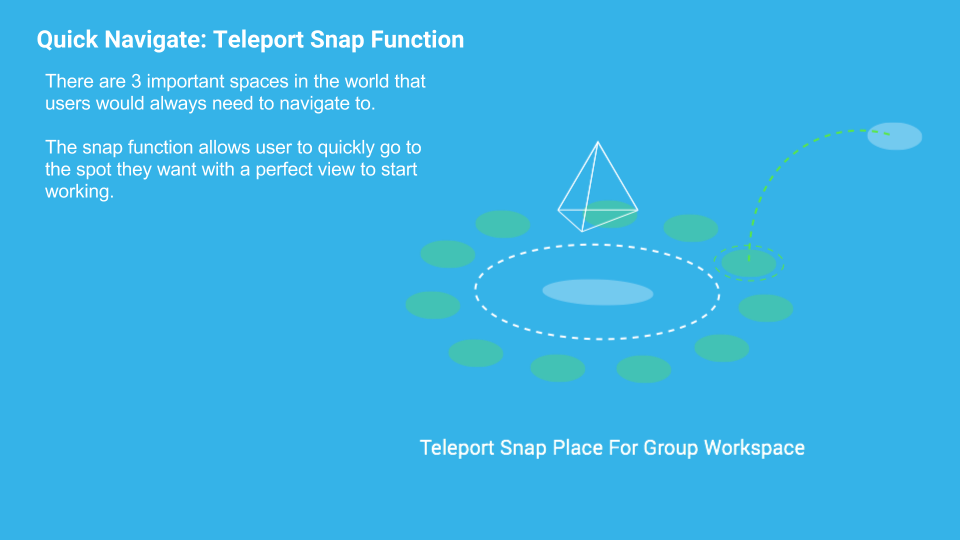 Quick Navigate: Teleport Snap Function
There are 3 important spaces in the world that
users would always need to navigate to.
The snap function allows user to quickly go to
the spot they want with a perfect view to start
working.
Teleport Snap Place For Group Workspace